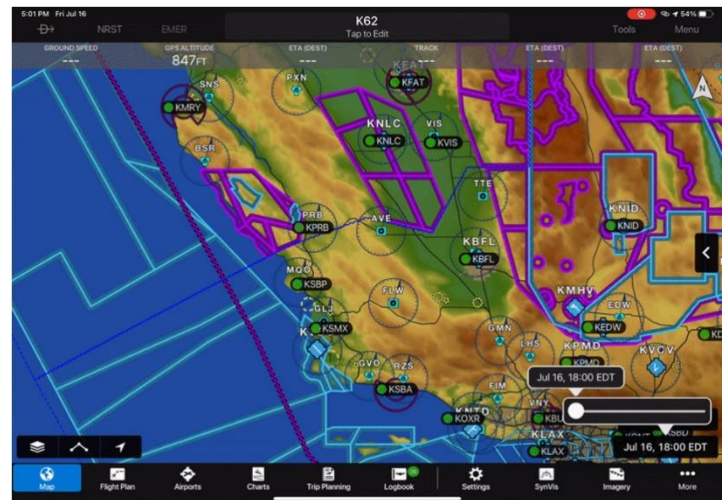 5:01 PM Fri Jul 16
54%
NRST
EMER
K62
Tap to Edit
Tools
Menu
GROUND SPEED
GPS ALTITUDE
ETA (DEST)
TRACK
ETA (DEST)
ETA (DEST)
---
847FT
---
---
---
---
N
SNS
PXN
KFAT
KMRY
KNLC
VIS
KNLC
KVIS
BSR
TTE
KNID
PRB
AVE
KNID
KPRB
KBFL
KBFL
MQO
KSBP
FLW
KMHV
GLJ
EDW
KSMX
GMN
KEDW
LHS
KPMD
KVCV
GVO
RZS
KPMD
KSBA
FIM
Jul 16, 18:00 EDT
VNY
KNTD
KOXR
KLAX
KSBD
KLAX
Jul 16, 18:00 EDT
Map
Flight Plan
Airports
Charts
Trip Planning
Logbook
Settings
SynVis
Imagery
More